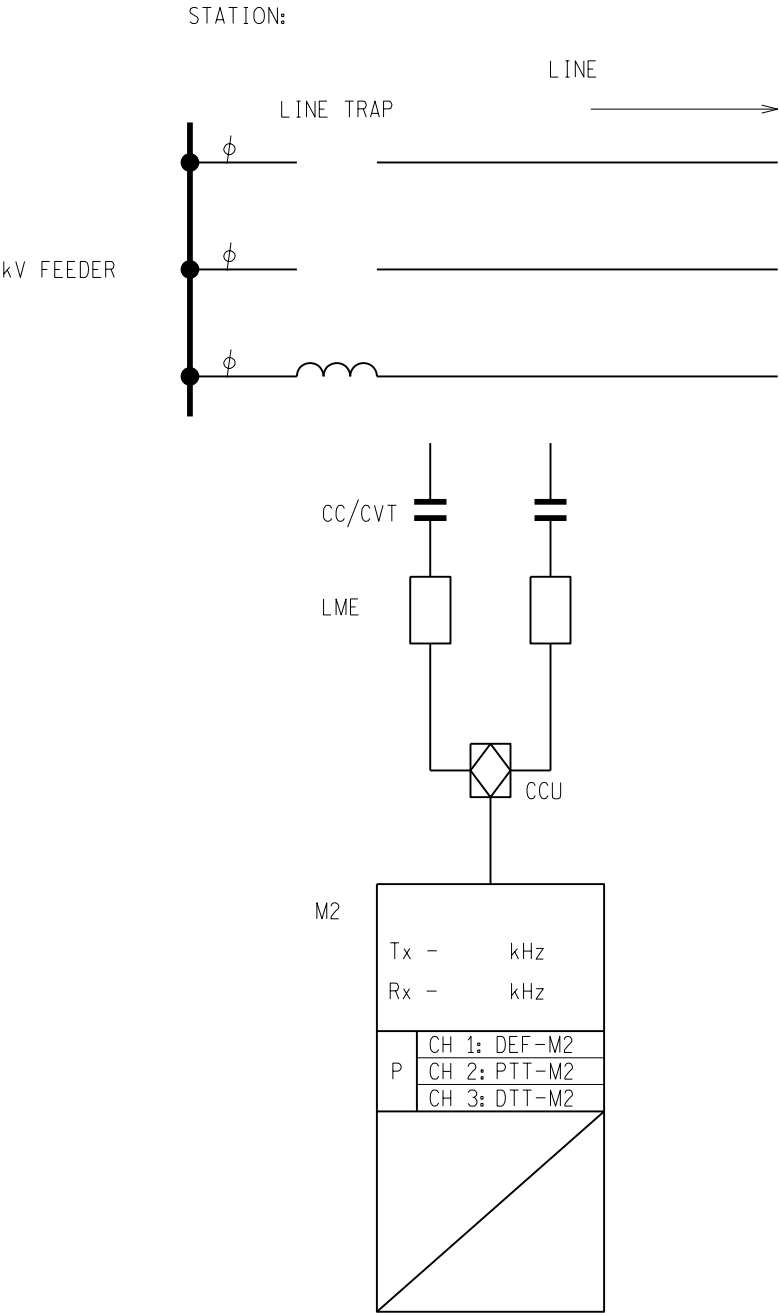 STATION:
LINE
LINE TRAP
ϕ
ϕ
kV FEEDER
ϕ
CC/CVT
LME
CCU
M2
Tx - kHz
Rx - kHz
CH 1: DEF-M2
P CH 2: PTT-M2
CH 3: DTT-M2